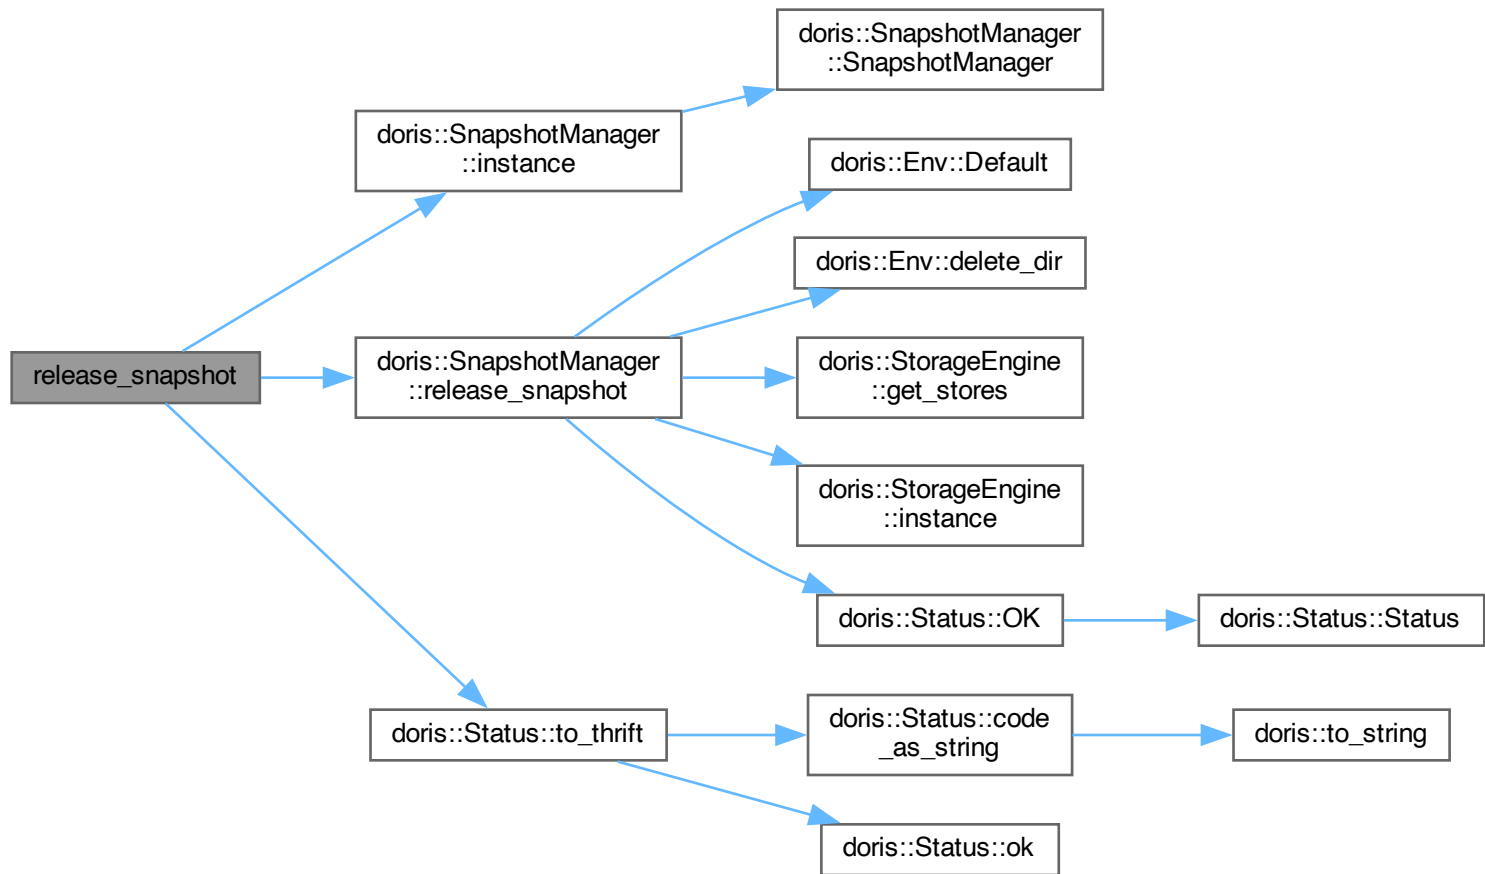 doris::SnapshotManager
::SnapshotManager
doris::SnapshotManager
::instance
doris::Env::Default
doris::Env::delete_dir
release_snapshot
doris::SnapshotManager
::release_snapshot
doris::StorageEngine
::get_stores
doris::StorageEngine
::instance
doris::Status::OK
doris::Status::Status
doris::Status::to_thrift
doris::Status::code
_as_string
doris::to_string
doris::Status::ok